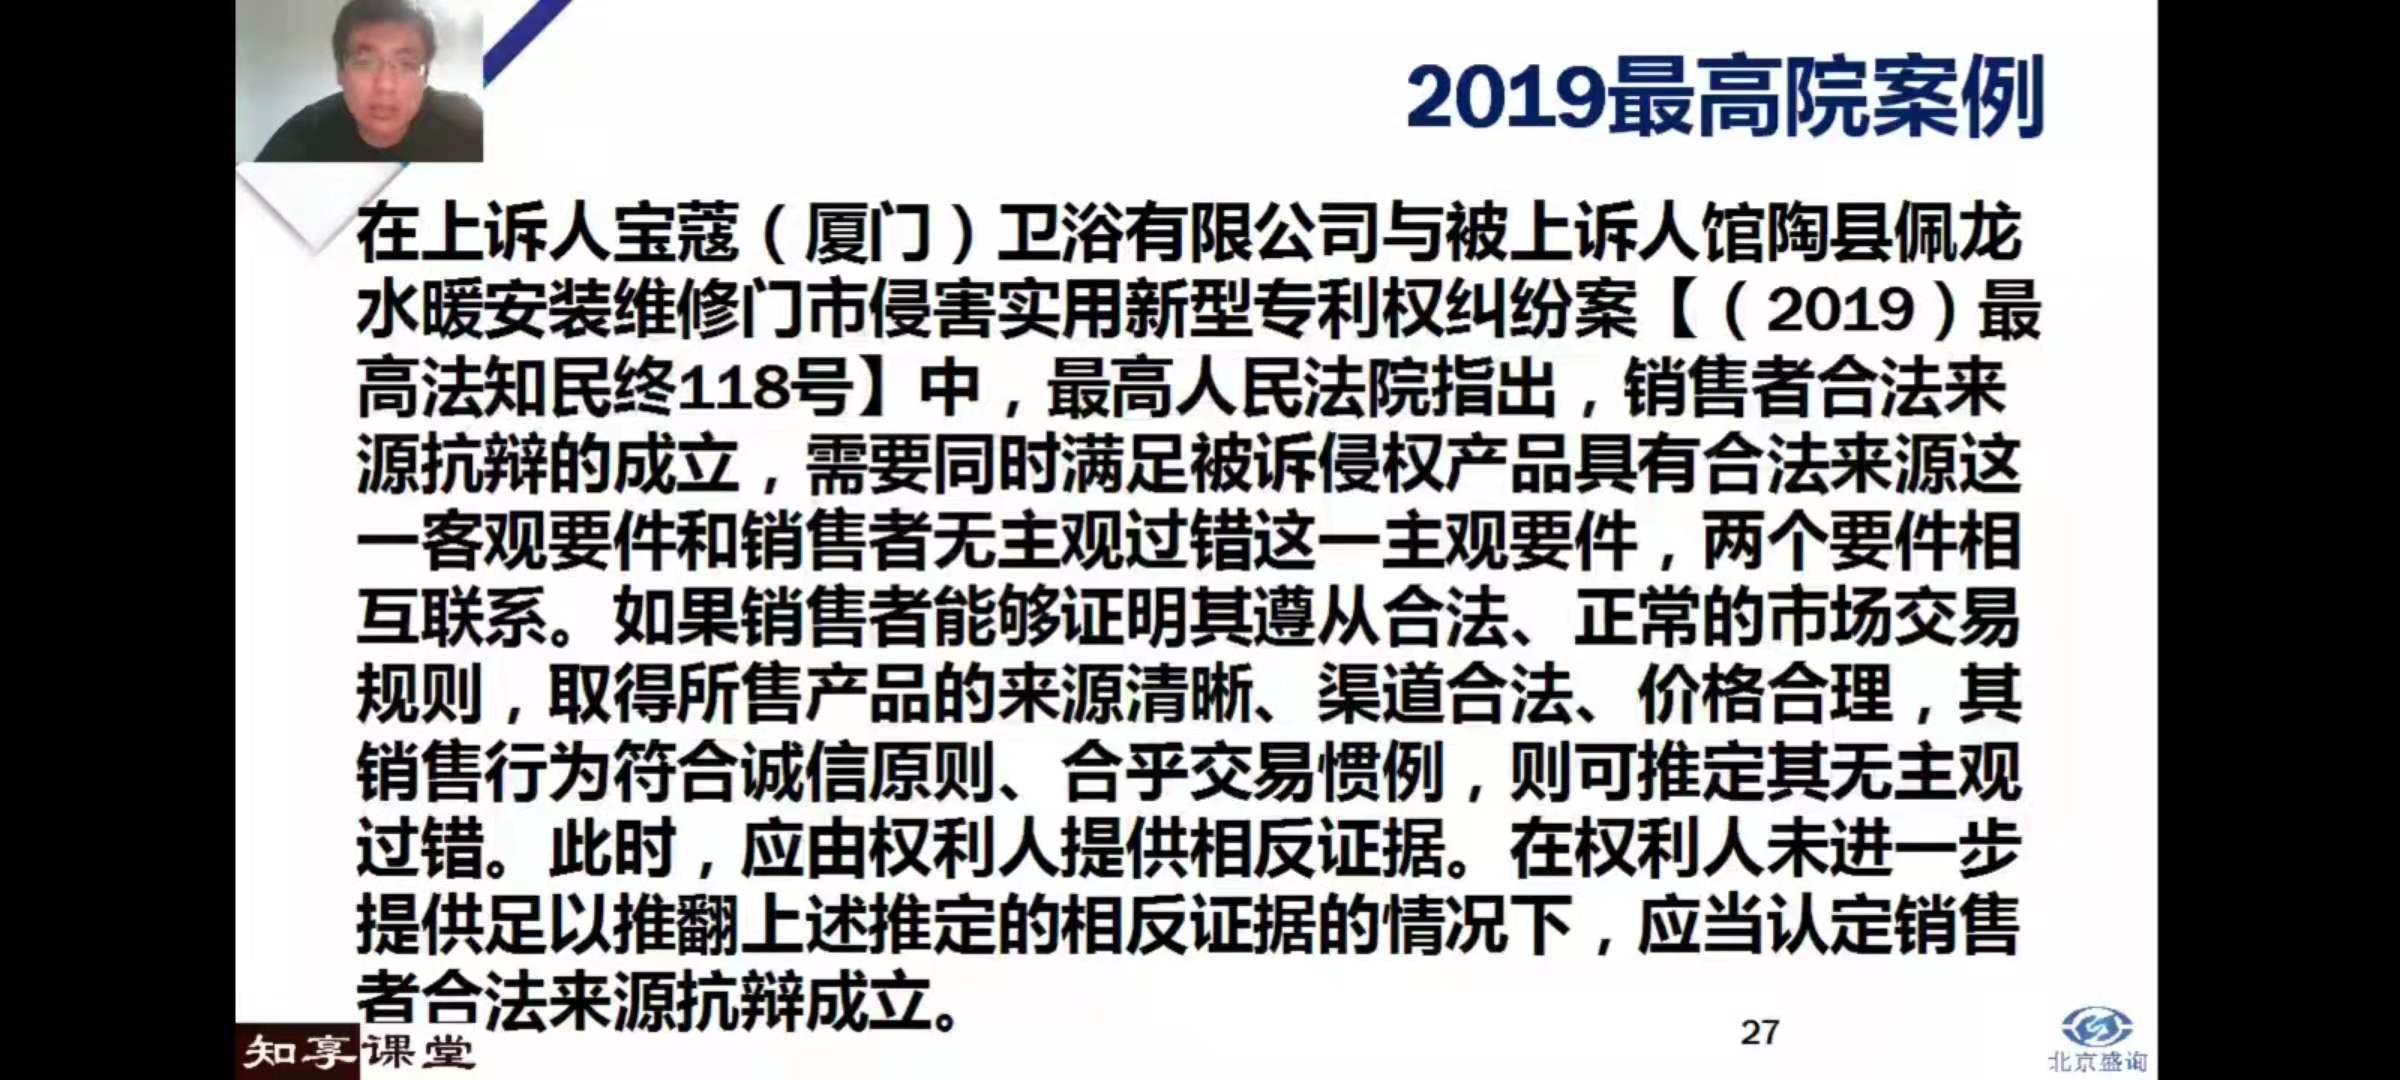 2019最高院案例
在上诉人宝蔻（厦门）卫浴有限公司与被上诉人馆陶县佩龙
水暖安装维修门市侵害实用新型专利权纠纷案【（2019）最
高法知民终118号】中，最高人民法院指出，销售者合法来
源抗辩的成立，需要同时满足被诉侵权产品具有合法来源这
一客观要件和销售者无主观过错这一主观要件，两个要件相
互联系。如果销售者能够证明其遵从合法、正常的市场交易
规则，取得所售产品的来源清晰、渠道合法、价格合理，其
销售行为符合诚信原则、合乎交易惯例，则可推定其无主观
过错。此时，应由权利人提供相反证据。在权利人未进一步
提供足以推翻上述推定的相反证据的情况下，应当认定销售
者合法来源抗辩成立。
知享课堂
27
北京盛询